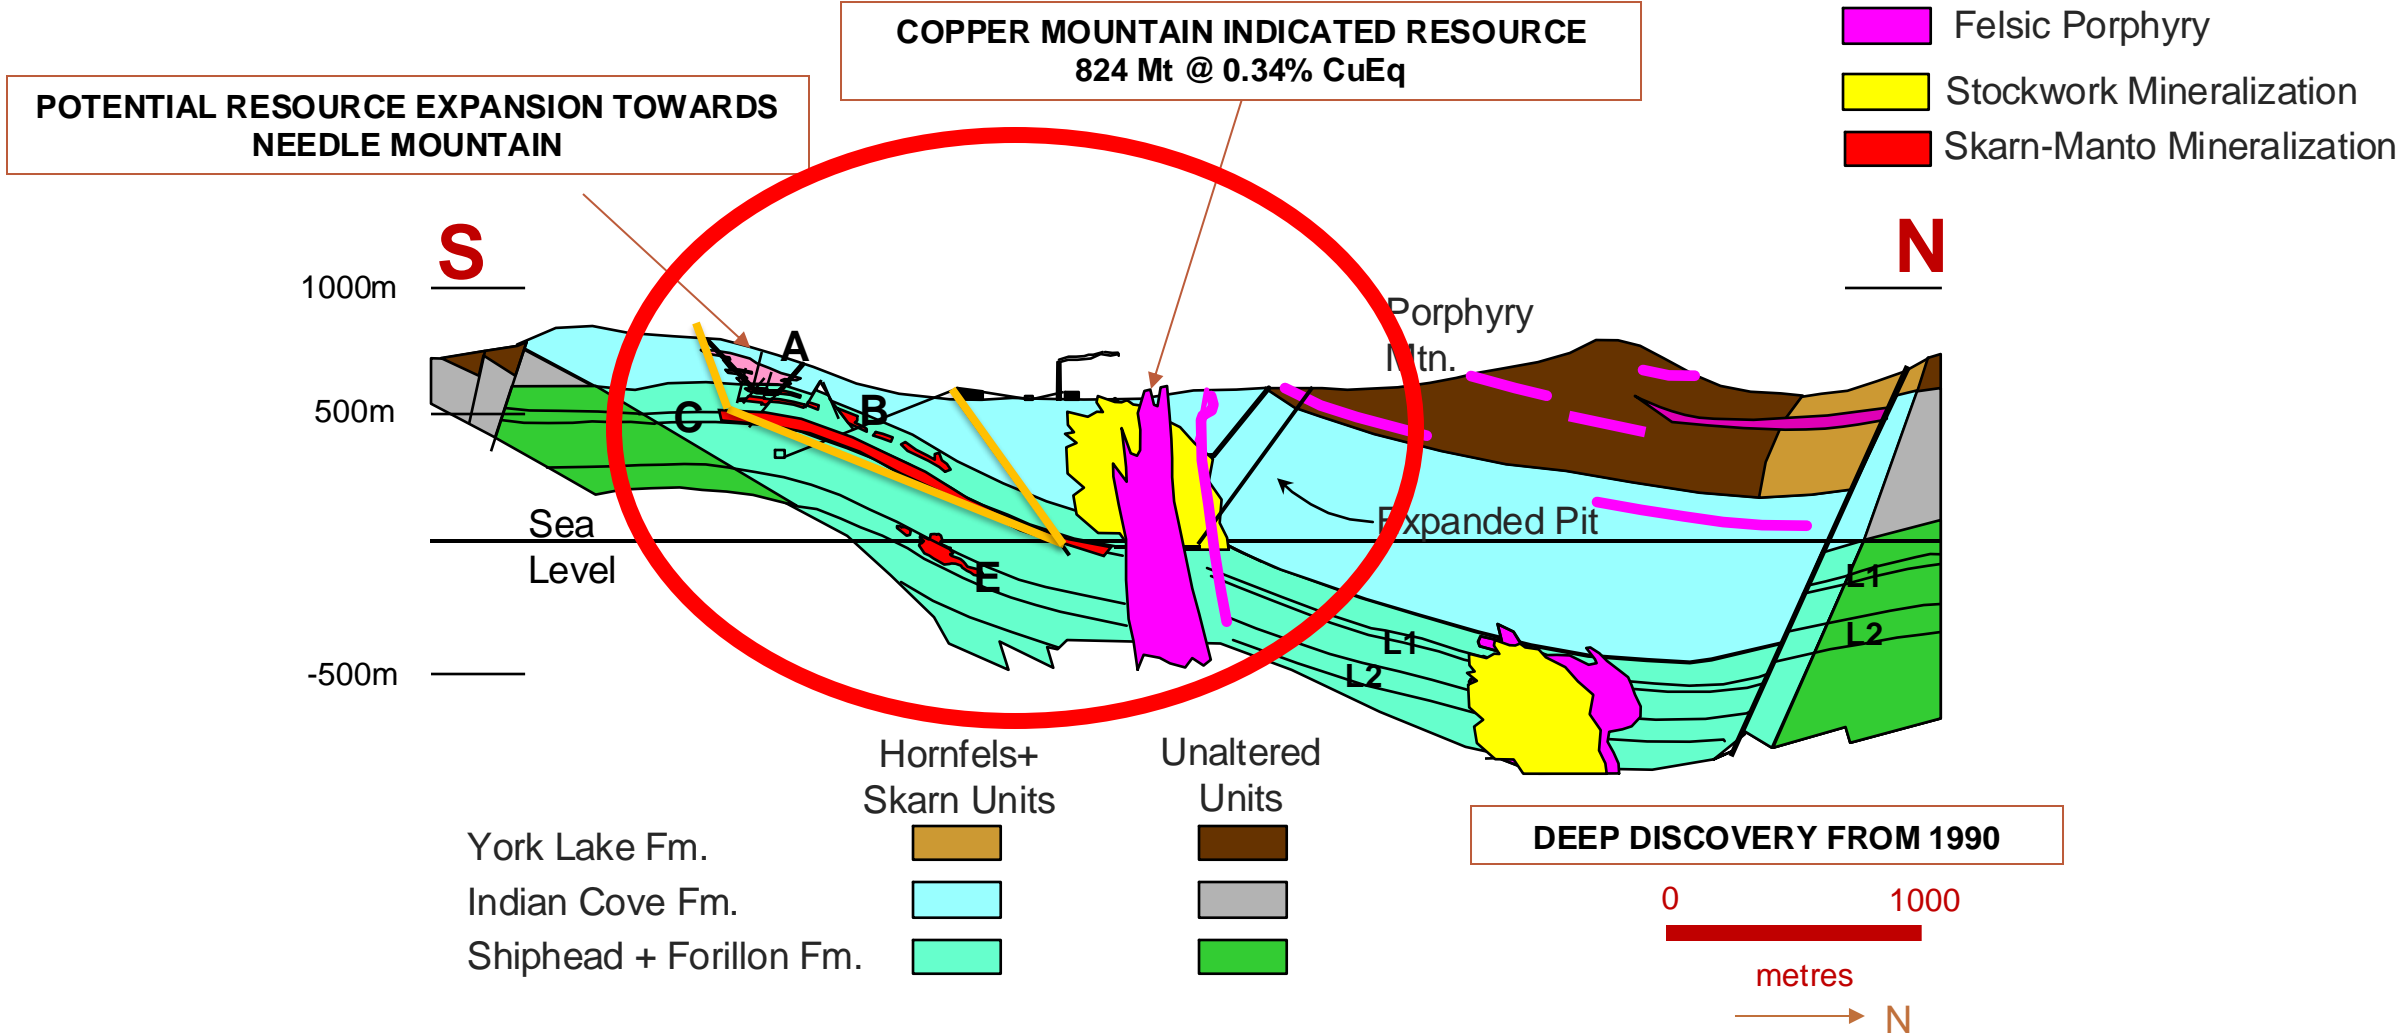 COPPER MOUNTAIN INDICATED RESOURCE
824 Mt @ 0.34% CuEq
Felsic Porphyry
Stockwork Mineralization
Skarn-Manto Mineralization
POTENTIAL RESOURCE EXPANSION TOWARDS
NEEDLE MOUNTAIN
S
N
1000m
500m
Sea
Level
-500m
A
B
C
E
Porphyry
Mtn.
Expanded Pit
L1
L2
L1
L2
Hornfels+
Skarn Units
Unaltered
Units
York Lake Fm.
Indian Cove Fm.
Shiphead + Forillon Fm.
DEEP DISCOVERY FROM 1990
0
1000
metres
N